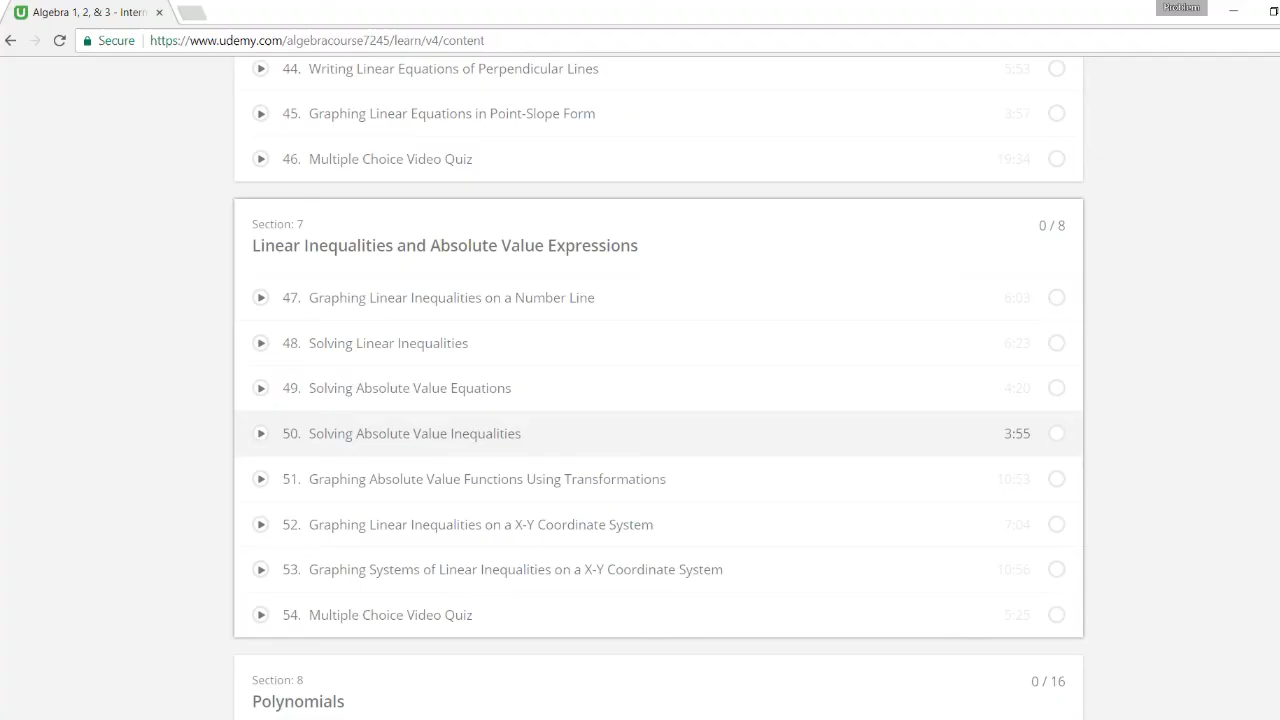 Algebra 1, 2, & 3 - Intern
Problem
Secure
https://www.udemy.com/algebracourse7245/learn/v4/content
44. Writing Linear Equations of Perpendicular Lines 5:53
45. Graphing Linear Equations in Point-Slope Form 3:57
46. Multiple Choice Video Quiz 19:34
Section: 7 0 / 8
Linear Inequalities and Absolute Value Expressions
47. Graphing Linear Inequalities on a Number Line 6:03
48. Solving Linear Inequalities 6:23
49. Solving Absolute Value Equations 4:20
50. Solving Absolute Value Inequalities 3:55
51. Graphing Absolute Value Functions Using Transformations 10:53
52. Graphing Linear Inequalities on a X-Y Coordinate System 7:04
53. Graphing Systems of Linear Inequalities on a X-Y Coordinate System 10:56
54. Multiple Choice Video Quiz 5:25
Section: 8 0 / 16
Polynomials